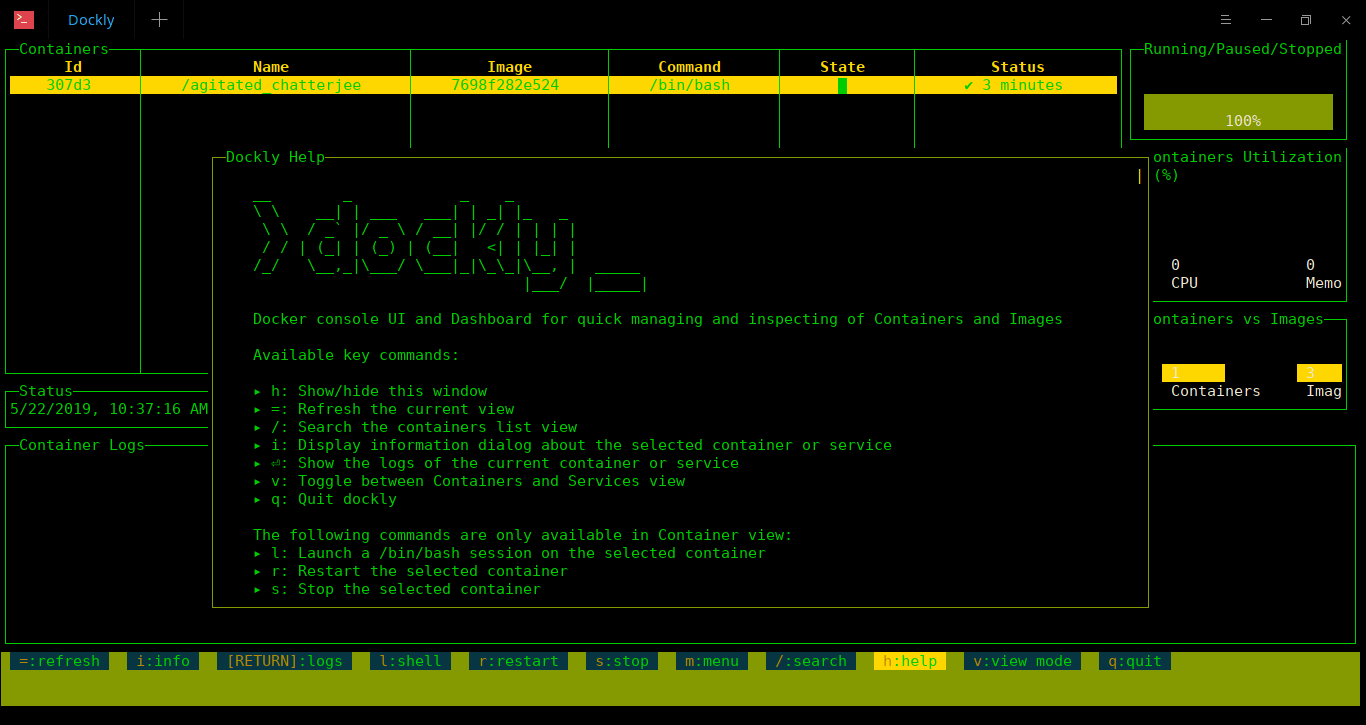 Dockly
Containers
Id Name Image Command State Status
307d3 /agitated_chatterjee 7698f282e524 /bin/bash ✔ 3 minutes
Running/Paused/Stopped
100%
Dockly Help
dockly_
Docker console UI and Dashboard for quick managing and inspecting of Containers and Images
Available key commands:
▸ h: Show/hide this window
▸ =: Refresh the current view
▸ /: Search the containers list view
▸ i: Display information dialog about the selected container or service
▸ ⏎: Show the logs of the current container or service
▸ v: Toggle between Containers and Services view
▸ q: Quit dockly
The following commands are only available in Container view:
▸ l: Launch a /bin/bash session on the selected container
▸ r: Restart the selected container
▸ s: Stop the selected container
ontainers Utilization
(%)
0 0
CPU Memo
ontainers vs Images
1 3
Containers Imag
Status
5/22/2019, 10:37:16 AM
Container Logs
=:refresh i:info [RETURN]:logs l:shell r:restart s:stop m:menu /:search h:help v:view mode q:quit